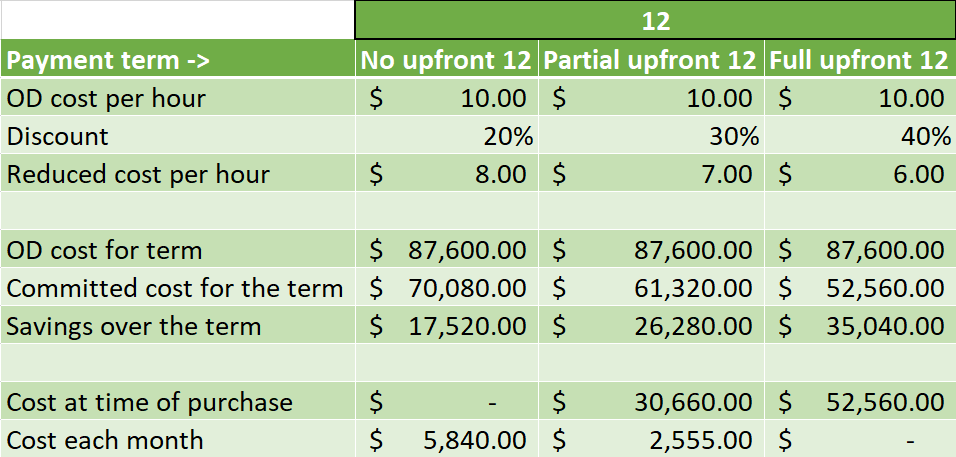 12
Payment term -> No upfront 12 Partial upfront 12 Full upfront 12
OD cost per hour $ 10.00 $ 10.00 $ 10.00
Discount 20% 30% 40%
Reduced cost per hour $ 8.00 $ 7.00 $ 6.00
OD cost for term $ 87,600.00 $ 87,600.00 $ 87,600.00
Committed cost for the term $ 70,080.00 $ 61,320.00 $ 52,560.00
Savings over the term $ 17,520.00 $ 26,280.00 $ 35,040.00
Cost at time of purchase $ - $ 30,660.00 $ 52,560.00
Cost each month $ 5,840.00 $ 2,555.00 $ -